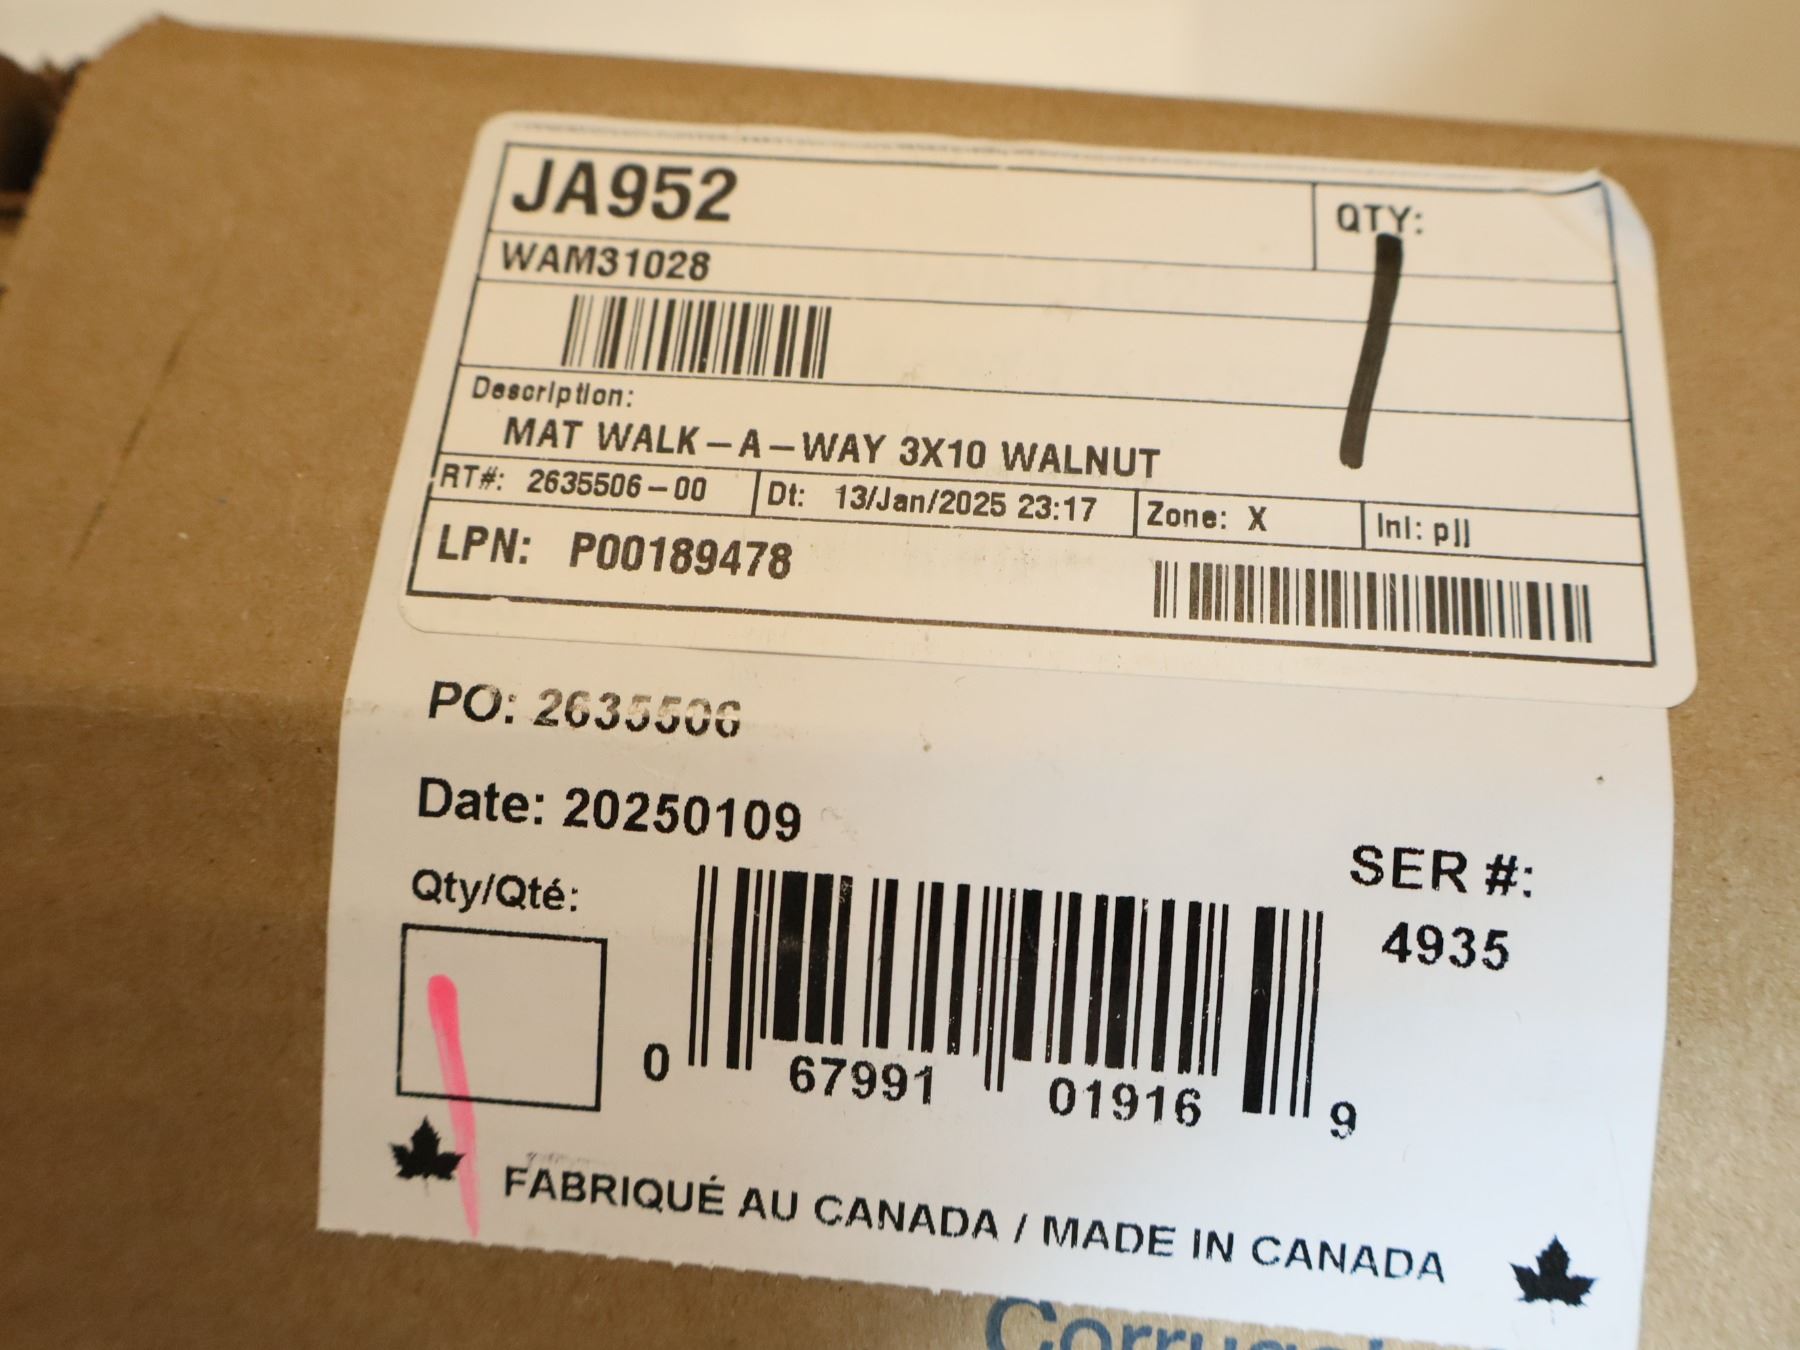 JA952
QTY:
1
WAM31028
Description:
MAT WALK-A-WAY 3X10 WALNUT
RT#: 2635506-00 Dt: 13/Jan/2025 23:17 Zone: X Inl: pjj
LPN: P00189478
PO: 2635506
Date: 20250109
Qty/Qté:
SER #:
4935
0 67991 01916 9
FABRIQUÉ AU CANADA / MADE IN CANADA